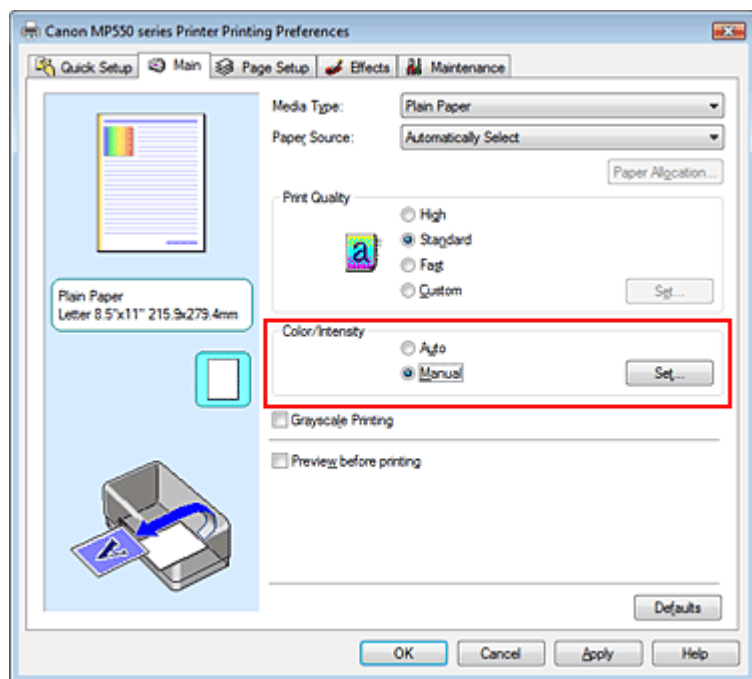 Canon MP550 series Printer Printing Preferences
Quick Setup Main Page Setup Effects Maintenance
Media Type: Plain Paper
Paper Source: Automatically Select
Paper Allocation...
Print Quality
High
a Standard
Fast
Custom Set...
Plain Paper
Letter 8.5"x11" 215.9x279.4mm
Color/Intensity
Auto
Manual Set...
Grayscale Printing
Preview before printing
A
Defaults
OK Cancel Apply Help